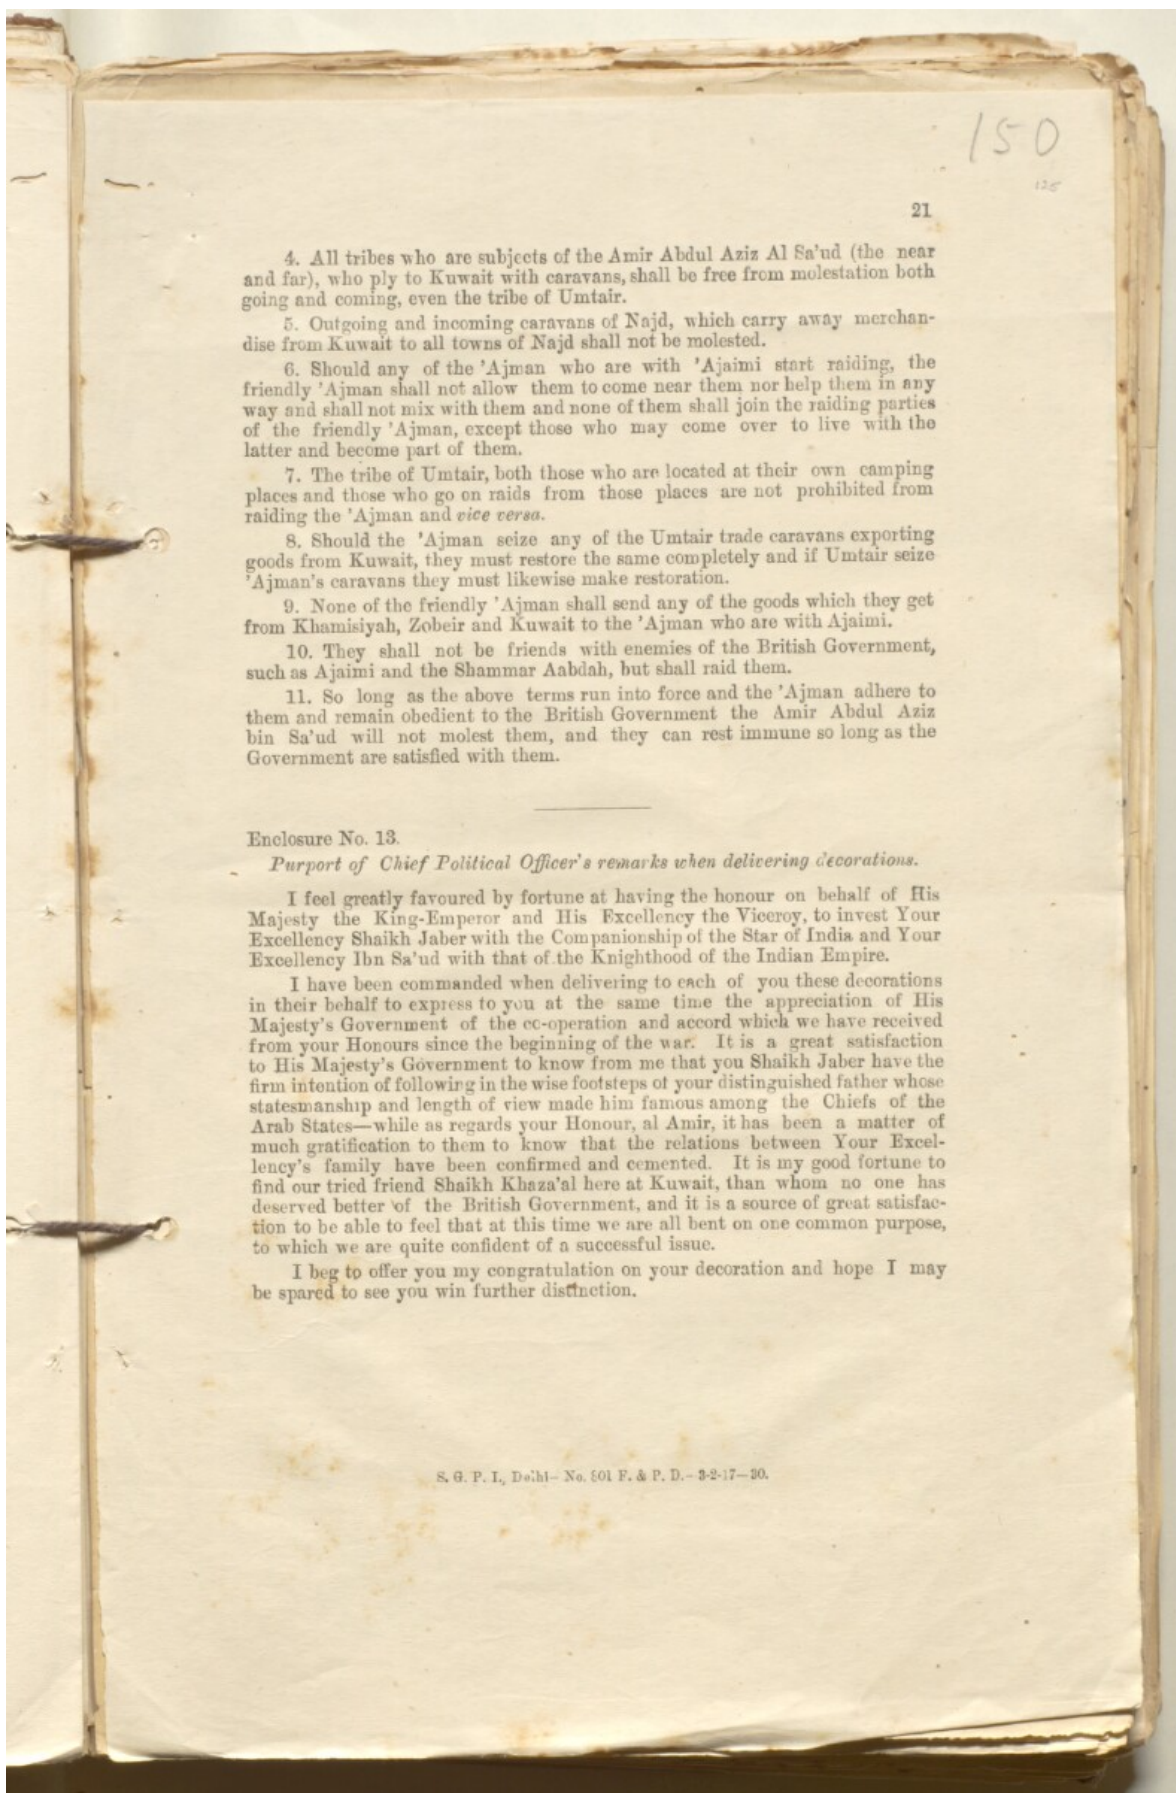 150
125
21
4. All tribes who are subjects of the Amir Abdul Aziz Al Sa'ud (the near
and far), who ply to Kuwait with caravans, shall be free from molestation both
going and coming, even the tribe of Umtair.
5. Outgoing and incoming caravans of Najd, which carry away merchan-
dise from Kuwait to all towns of Najd shall not be molested.
6. Should any of the 'Ajman who are with 'Ajaimi start raiding, the
friendly 'Ajman shall not allow them to come near them nor help them in any
way and shall not mix with them and none of them shall join the raiding parties
of the friendly 'Ajman, except those who may come over to live with the
latter and become part of them.
7. The tribe of Umtair, both those who are located at their own camping
places and those who go on raids from those places are not prohibited from
raiding the 'Ajman and vice versa.
8. Should the 'Ajman seize any of the Umtair trade caravans exporting
goods from Kuwait, they must restore the same completely and if Umtair seize
'Ajman's caravans they must likewise make restoration.
9. None of the friendly 'Ajman shall send any of the goods which they get
from Khamisiyah, Zobeir and Kuwait to the 'Ajman who are with Ajaimi.
10. They shall not be friends with enemies of the British Government,
such as Ajaimi and the Shammar Aabdah, but shall raid them.
11. So long as the above terms run into force and the 'Ajman adhere to
them and remain obedient to the British Government the Amir Abdul Aziz
bin Sa'ud will not molest them, and they can rest immune so long as the
Government are satisfied with them.
Enclosure No. 13.
Purport of Chief Political Officer's remarks when delivering decorations.
I feel greatly favoured by fortune at having the honour on behalf of His
Majesty the King-Emperor and His Excellency the Viceroy, to invest Your
Excellency Shaikh Jaber with the Companionship of the Star of India and Your
Excellency Ibn Sa'ud with that of the Knighthood of the Indian Empire.
I have been commanded when delivering to each of you these decorations
in their behalf to express to you at the same time the appreciation of His
Majesty's Government of the co-operation and accord which we have received
from your Honours since the beginning of the war. It is a great satisfaction
to His Majesty's Government to know from me that you Shaikh Jaber have the
firm intention of following in the wise footsteps of your distinguished father whose
statesmanship and length of view made him famous among the Chiefs of the
Arab States—while as regards your Honour, al Amir, it has been a matter of
much gratification to them to know that the relations between Your Excel-
lency's family have been confirmed and cemented. It is my good fortune to
find our tried friend Shaikh Khaza'al here at Kuwait, than whom no one has
deserved better of the British Government, and it is a source of great satisfac-
tion to be able to feel that at this time we are all bent on one common purpose,
to which we are quite confident of a successful issue.
I beg to offer you my congratulation on your decoration and hope I may
be spared to see you win further distinction.
S. G. P. I., Delhi—No. 801 F. & P. D.—3-2-17—30.